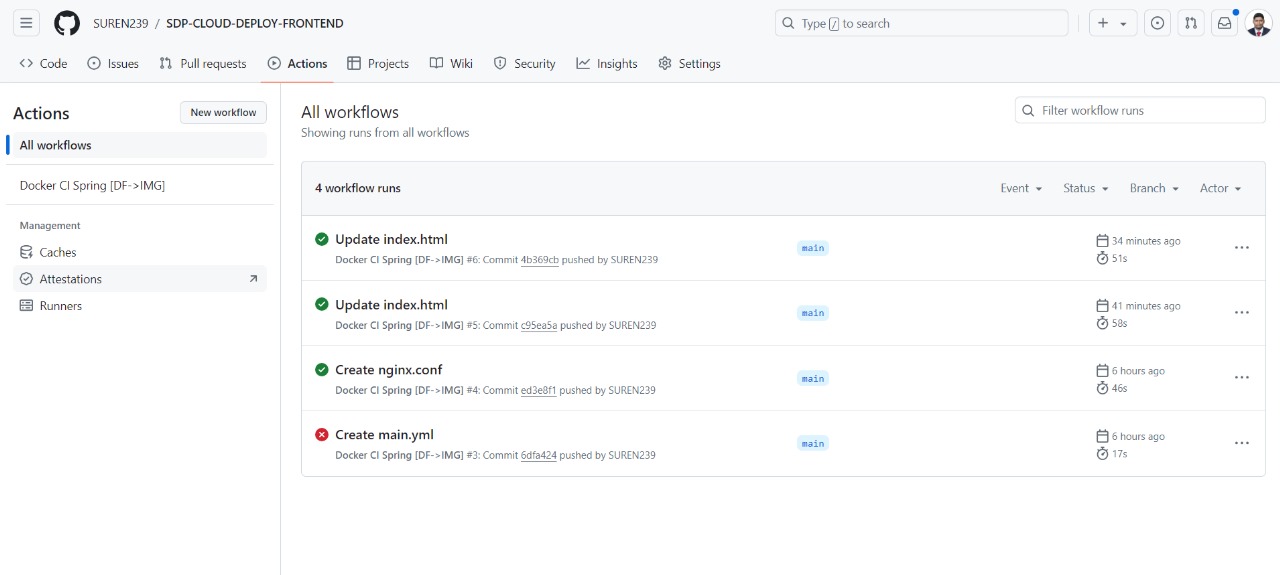 SUREN239 / SDP-CLOUD-DEPLOY-FRONTEND
Type / to search
Code Issues Pull requests Actions Projects Wiki Security Insights Settings
Actions
New workflow
All workflows
Docker CI Spring [DF->IMG]
Management
Caches
Attestations
Runners
All workflows
Showing runs from all workflows
Filter workflow runs
4 workflow runs
Event Status Branch Actor
Update index.html
Docker CI Spring [DF->IMG] #6: Commit 4b369cb pushed by SUREN239
main
34 minutes ago
51s
Update index.html
Docker CI Spring [DF->IMG] #5: Commit c95ea5a pushed by SUREN239
main
41 minutes ago
58s
Create nginx.conf
Docker CI Spring [DF->IMG] #4: Commit ed3e8f1 pushed by SUREN239
main
6 hours ago
46s
Create main.yml
Docker CI Spring [DF->IMG] #3: Commit 6dfa424 pushed by SUREN239
main
6 hours ago
17s